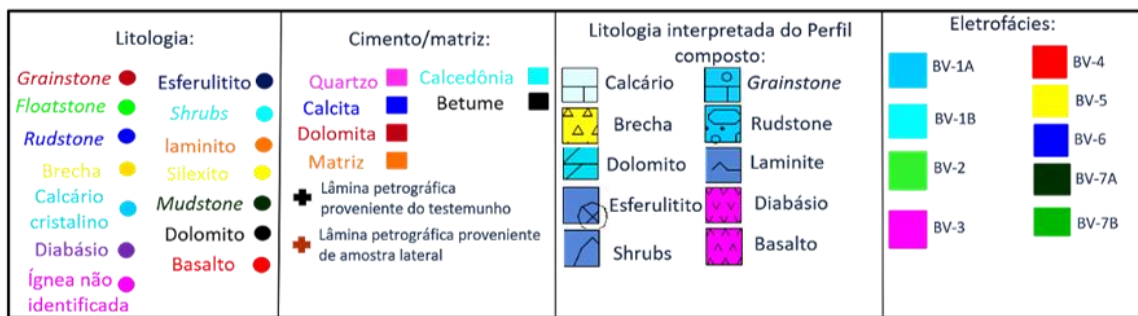 Litologia:
Grainstone
Floatstone
Rudstone
Brecha
Calcário
cristalino
Diabásio
Ígnea não
identificada
Esferulitito
Shrubs
laminito
Silexito
Mudstone
Dolomito
Basalto
Cimento/matriz:
Quartzo
Calcita
Dolomita
Matriz
Calcedônia
Betume
Lâmina petrográfica
proveniente do testemunho
Lâmina petrográfica proveniente
de amostra lateral
Litologia interpretada do Perfil
composto:
Calcário
Brecha
Dolomito
Esferulitito
Shrubs
Grainstone
Rudstone
Laminite
Diabásio
Basalto
Eletrofácies:
BV-1A
BV-1B
BV-2
BV-3
BV-4
BV-5
BV-6
BV-7A
BV-7B